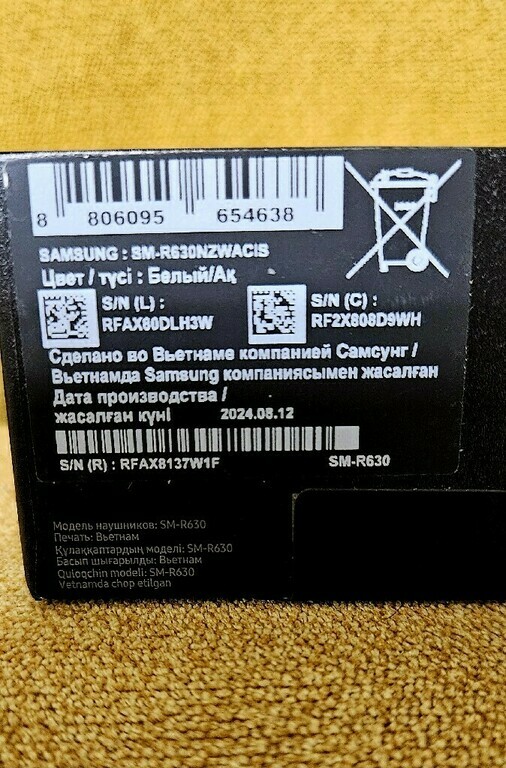 8 806095 654638
SAMSUNG : SM-R630NZWACIS
Цвет / түсі : Белый/Ақ
S/N (L) :
RFAX80DLH3W
S/N (C) :
RF2X808D9WH
Сделано во Вьетнаме компанией Самсунг /
Вьетнамда Samsung компаниясымен жасалған
Дата производства /
жасалған күні 2024.08.12
S/N (R) : RFAX8137W1F SM-R630
Модель наушников: SM-R630
Печать: Вьетнам
Құлаққаптардың моделі: SM-R630
Басып шығарылды: Вьетнам
Quloqchin modeli: SM-R630
Vetnamda chop etilgan